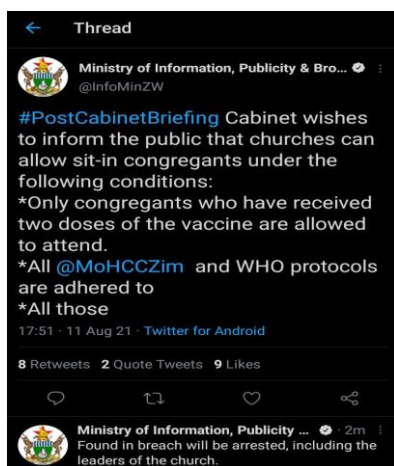 Thread
Ministry of Information, Publicity & Bro...
@InfoMinZW
#PostCabinetBriefing Cabinet wishes
to inform the public that churches can
allow sit-in congregants under the
following conditions:
*Only congregants who have received
two doses of the vaccine are allowed
to attend.
*All @MoHCCZim and WHO protocols
are adhered to
*All those
17:51 · 11 Aug 21 · Twitter for Android
8 Retweets 2 Quote Tweets 9 Likes
Ministry of Information, Publicity ... · 2m
Found in breach will be arrested, including the
leaders of the church.